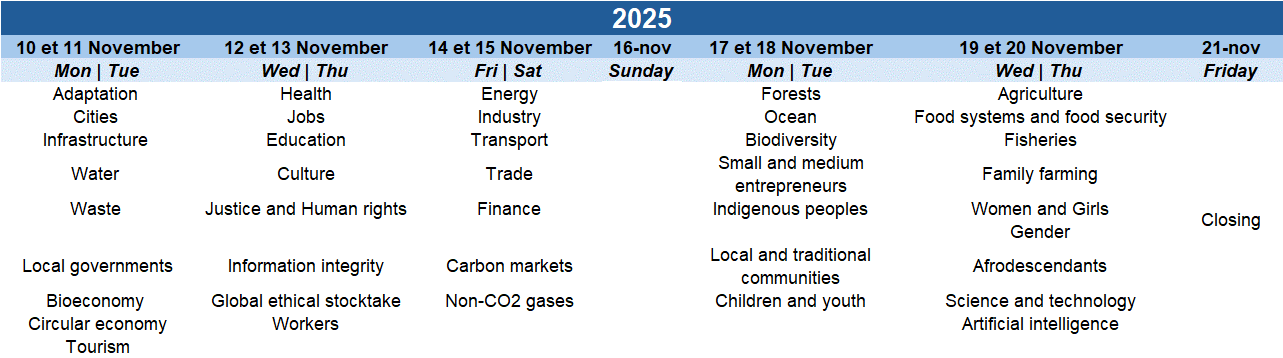 2025
10 et 11 November 12 et 13 November 14 et 15 November 16-nov 17 et 18 November 19 et 20 November 21-nov
Mon | Tue Wed | Thu Fri | Sat Sunday Mon | Tue Wed | Thu Friday
Adaptation Health Energy Forests Agriculture
Cities Jobs Industry Ocean Food systems and food security
Infrastructure Education Transport Biodiversity Fisheries
Water Culture Trade Small and medium entrepreneurs Family farming
Waste Justice and Human rights Finance Indigenous peoples Women and Girls Gender Closing
Local governments Information integrity Carbon markets Local and traditional communities Afrodescendants
Bioeconomy Global ethical stocktake Non-CO2 gases Children and youth Science and technology
Circular economy Workers Artificial intelligence
Tourism